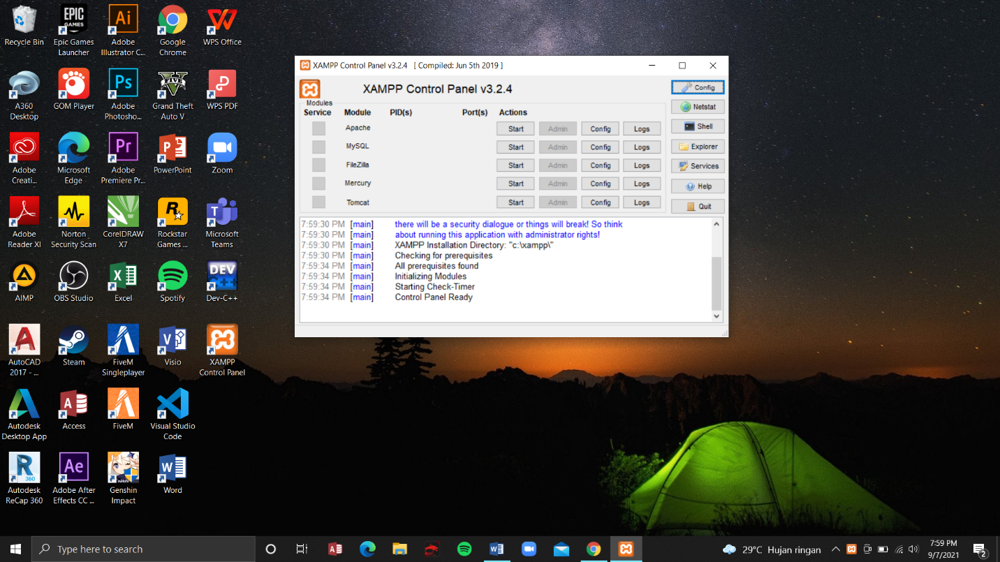 Recycle Bin
EPIC
GAMES
Epic Games
Launcher
Ai
Adobe
Illustrator C...
Google
Chrome
WPS Office
A360
Desktop
GOM Player
Ps
Adobe
Photosho...
Grand Theft
Auto V
WPS PDF
Adobe
Creati...
Microsoft
Edge
Pr
Adobe
Premiere Pr...
PowerPoint
Zoom
Adobe
Reader XI
Norton
Security Scan
CorelDRAW
X7
Rockstar
Games ...
Microsoft
Teams
AIMP
OBS Studio
Excel
Spotify
DEV
C++
Dev-C++
AutoCAD
2017 - ...
Steam
FiveM
Singleplayer
Visio
XAMPP
Control Panel
Autodesk
Desktop App
Access
FiveM
Visual Studio
Code
R
360
Autodesk
ReCap 360
Ae
Adobe After
Effects CC ...
Genshin
Impact
Word
XAMPP Control Panel v3.2.4 [ Compiled: Jun 5th 2019 ]
XAMPP Control Panel v3.2.4
Config
Modules
Service Module PID(s) Port(s) Actions
Netstat
Apache Start Admin Config Logs
Shell
MySQL Start Admin Config Logs
Explorer
FileZilla Start Admin Config Logs
Services
Mercury Start Admin Config Logs
Help
Tomcat Start Admin Config Logs
Quit
7:59:30 PM [main] there will be a security dialogue or things will break! So think
7:59:30 PM [main] about running this application with administrator rights!
7:59:30 PM [main] XAMPP Installation Directory: "c:\xampp\"
7:59:30 PM [main] Checking for prerequisites
7:59:34 PM [main] All prerequisites found
7:59:34 PM [main] Initializing Modules
7:59:34 PM [main] Starting Check-Timer
7:59:34 PM [main] Control Panel Ready
Type here to search
29°C Hujan ringan
7:59 PM
9/7/2021
2